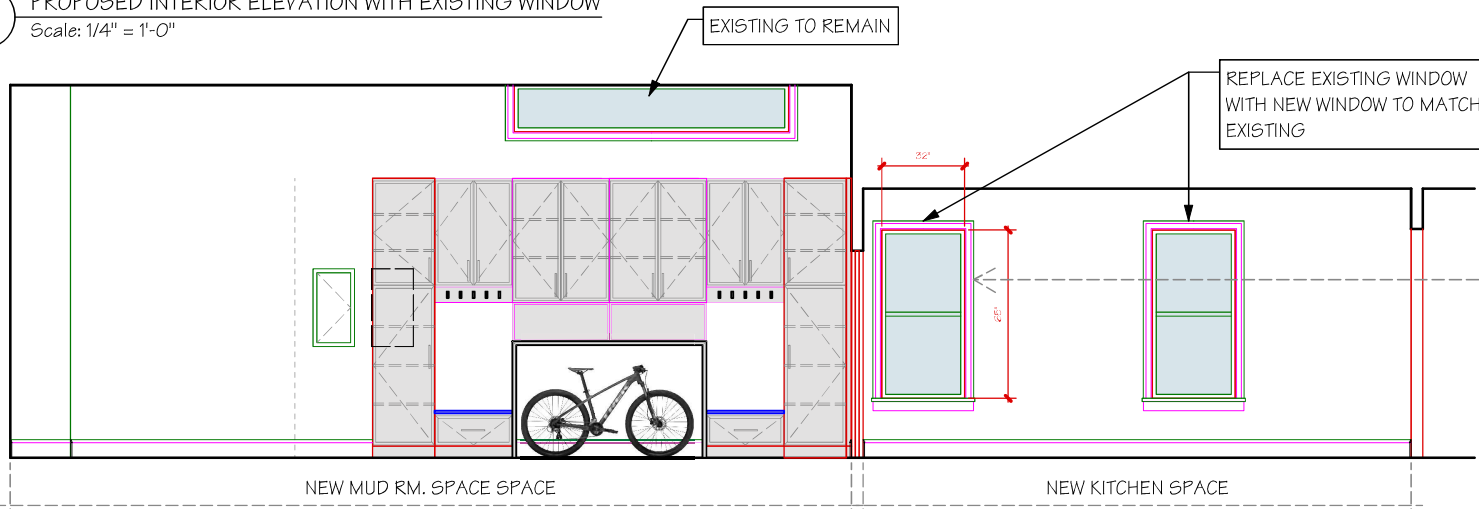 PROPOSED INTERIOR ELEVATION WITH EXISTING WINDOW
Scale: 1/4" = 1'-0"
EXISTING TO REMAIN
REPLACE EXISTING WINDOW
WITH NEW WINDOW TO MATCH
EXISTING
32"
TREK
NEW MUD RM. SPACE SPACE
NEW KITCHEN SPACE